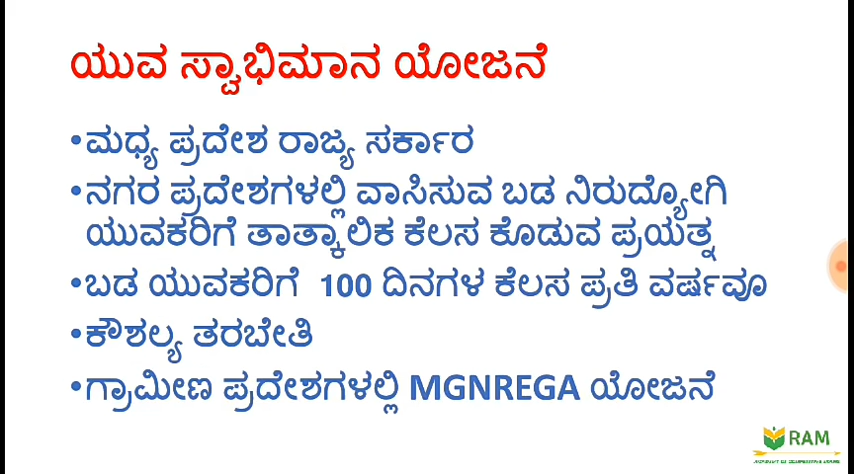 ಯುವ ಸ್ವಾಭಿಮಾನ ಯೋಜನೆ
•ಮಧ್ಯ ಪ್ರದೇಶ ರಾಜ್ಯ ಸರ್ಕಾರ
•ನಗರ ಪ್ರದೇಶಗಳಲ್ಲಿ ವಾಸಿಸುವ ಬಡ ನಿರುದ್ಯೋಗಿ
ಯುವಕರಿಗೆ ತಾತ್ಕಾಲಿಕ ಕೆಲಸ ಕೊಡುವ ಪ್ರಯತ್ನ
•ಬಡ ಯುವಕರಿಗೆ 100 ದಿನಗಳ ಕೆಲಸ ಪ್ರತಿ ವರ್ಷವೂ
•ಕೌಶಲ್ಯ ತರಬೇತಿ
•ಗ್ರಾಮೀಣ ಪ್ರದೇಶಗಳಲ್ಲಿ MGNREGA ಯೋಜನೆ
RAM